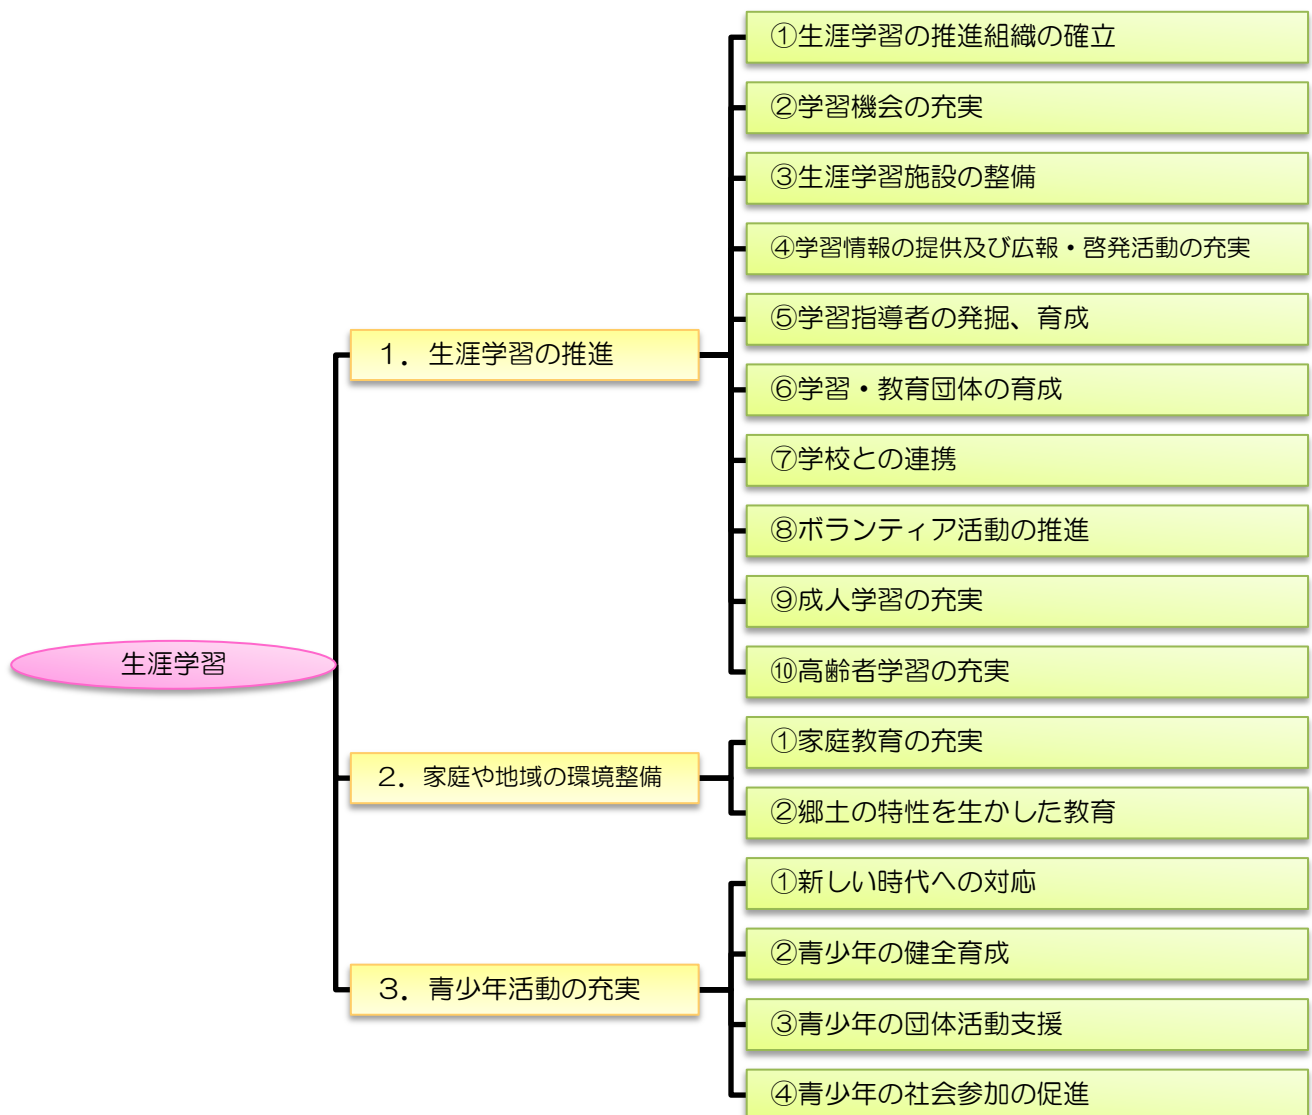 生涯学習
1．生涯学習の推進
①生涯学習の推進組織の確立
②学習機会の充実
③生涯学習施設の整備
④学習情報の提供及び広報・啓発活動の充実
⑤学習指導者の発掘、育成
⑥学習・教育団体の育成
⑦学校との連携
⑧ボランティア活動の推進
⑨成人学習の充実
⑩高齢者学習の充実
2．家庭や地域の環境整備
①家庭教育の充実
②郷土の特性を生かした教育
3．青少年活動の充実
①新しい時代への対応
②青少年の健全育成
③青少年の団体活動支援
④青少年の社会参加の促進